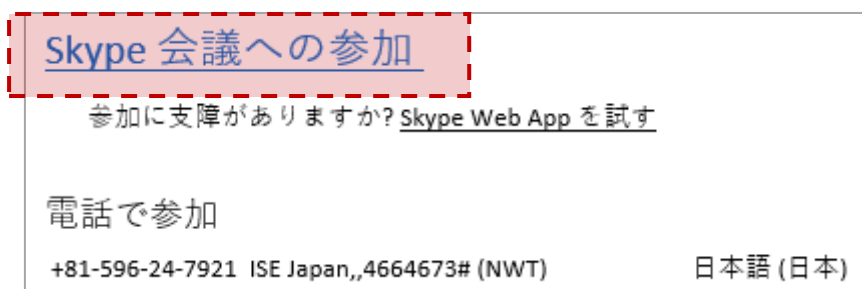 Skype 会議への参加
参加に支障がありますか? Skype Web App を試す
電話で参加
+81-596-24-7921 ISE Japan,,4664673# (NWT) 日本語 (日本)